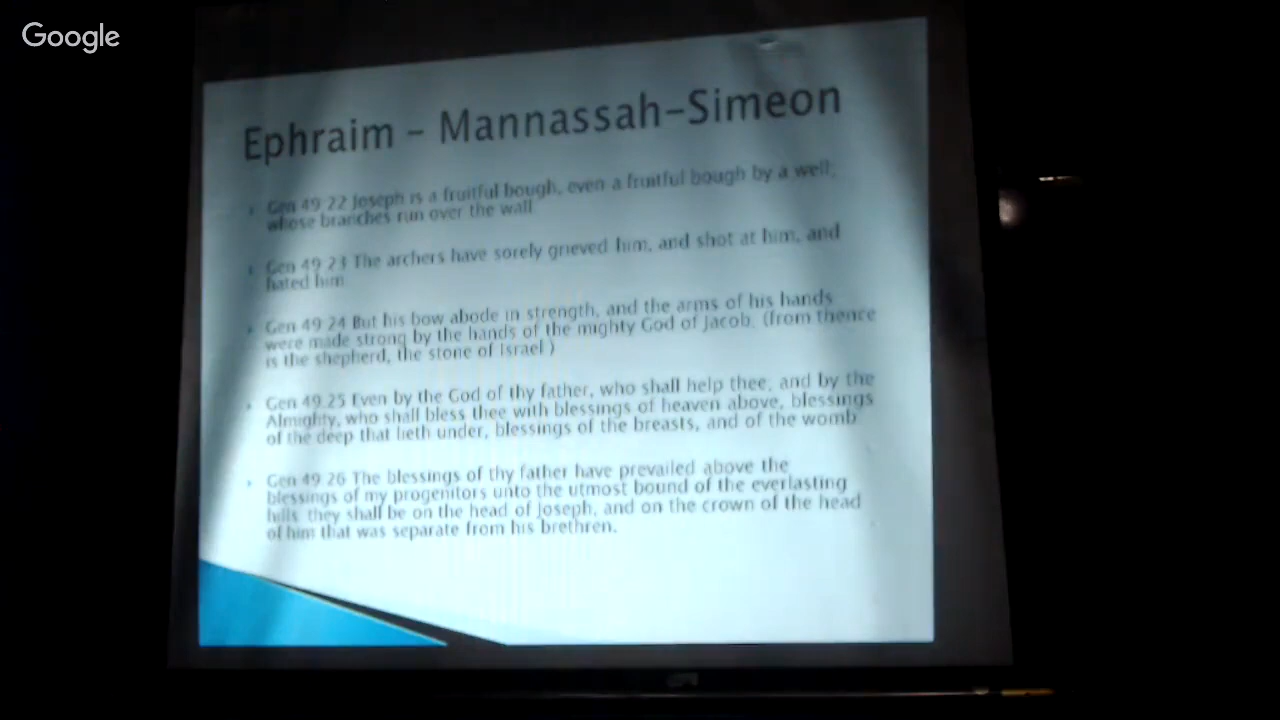 Google
Ephraim - Mannassah-Simeon
Gen 49:22 Joseph is a fruitful bough, even a fruitful bough by a well;
whose branches run over the wall
Gen 49:23 The archers have sorely grieved him, and shot at him, and
hated him
Gen 49:24 But his bow abode in strength, and the arms of his hands
were made strong by the hands of the mighty God of Jacob; (from thence
is the shepherd, the stone of Israel )
Gen 49:25 Even by the God of thy father, who shall help thee; and by the
Almighty, who shall bless thee with blessings of heaven above, blessings
of the deep that lieth under, blessings of the breasts, and of the womb
Gen 49:26 The blessings of thy father have prevailed above the
blessings of my progenitors unto the utmost bound of the everlasting
hills: they shall be on the head of Joseph, and on the crown of the head
of him that was separate from his brethren.